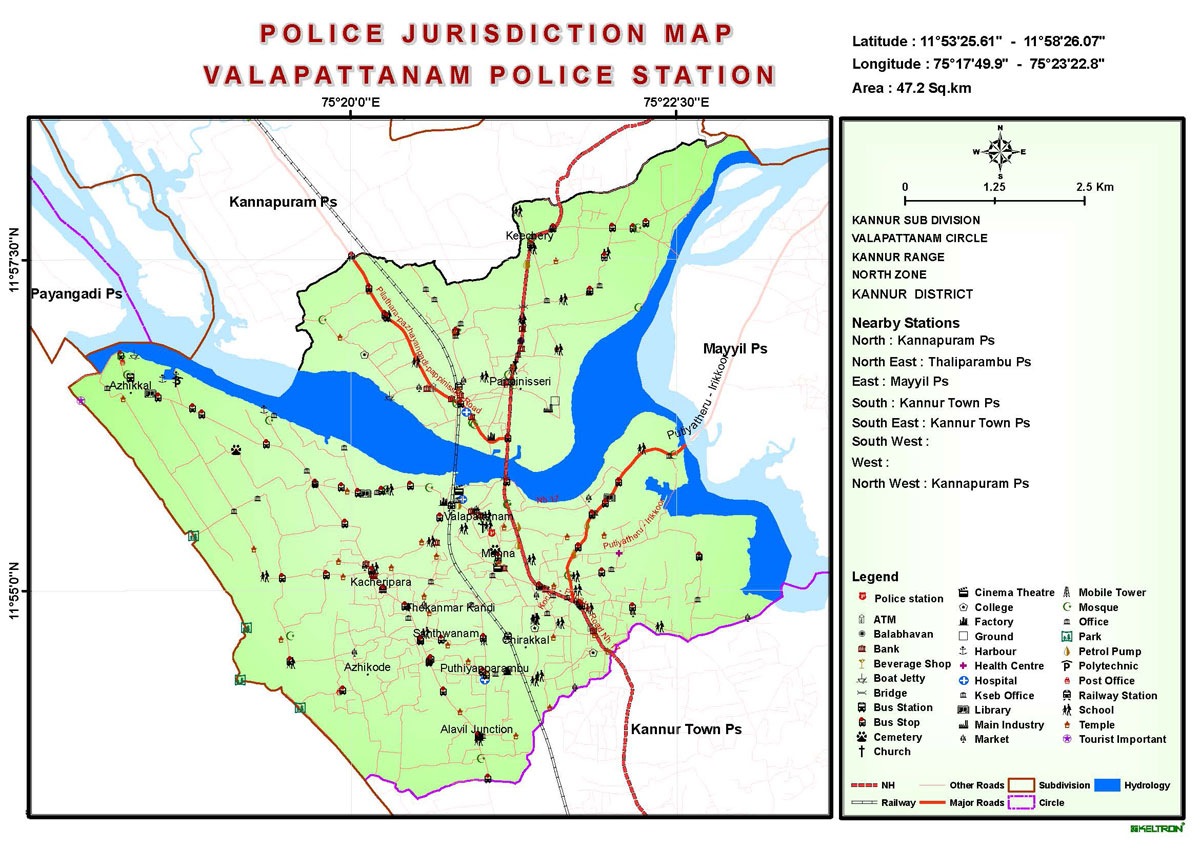 POLICE JURISDICTION MAP
VALAPATTANAM POLICE STATION
Latitude : 11°53'25.61" - 11°58'26.07"
Longitude : 75°17'49.9" - 75°23'22.8"
Area : 47.2 Sq.km
75°20'0"E
75°22'30"E
11°57'30"N
11°55'0"N
Kannapuram Ps
Payangadi Ps
Mayyil Ps
Kannur Town Ps
Keechery
Pilathara-pazhayangadi-pappinisseri Road
Pappinisseri
Azhikkal
Putiyatheru - Irikkoor
Nh 17
Valapattanam
Putiyatheru - Irikkoor
Manna
Kacheripara
Thekanmar Kandi
Santhwanam
Chirakkal
Road Nh
Azhikode
Puthiyapparambu
Alavil Junction
N
W
E
S
0
1.25
2.5 Km
KANNUR SUB DIVISION
VALAPATTANAM CIRCLE
KANNUR RANGE
NORTH ZONE
KANNUR DISTRICT
Nearby Stations
North : Kannapuram Ps
North East : Thaliparambu Ps
East : Mayyil Ps
South : Kannur Town Ps
South East : Kannur Town Ps
South West :
West :
North West : Kannapuram Ps
Legend
Police station
ATM
Balabhavan
Bank
Beverage Shop
Boat Jetty
Bridge
Bus Station
Bus Stop
Cemetery
Church
Cinema Theatre
College
Factory
Ground
Harbour
Health Centre
Hospital
Kseb Office
Library
Main Industry
Market
Mobile Tower
Mosque
Office
Park
Petrol Pump
Polytechnic
Post Office
Railway Station
School
Temple
Tourist Important
NH
Other Roads
Subdivision
Hydrology
Railway
Major Roads
Circle
KELTRON